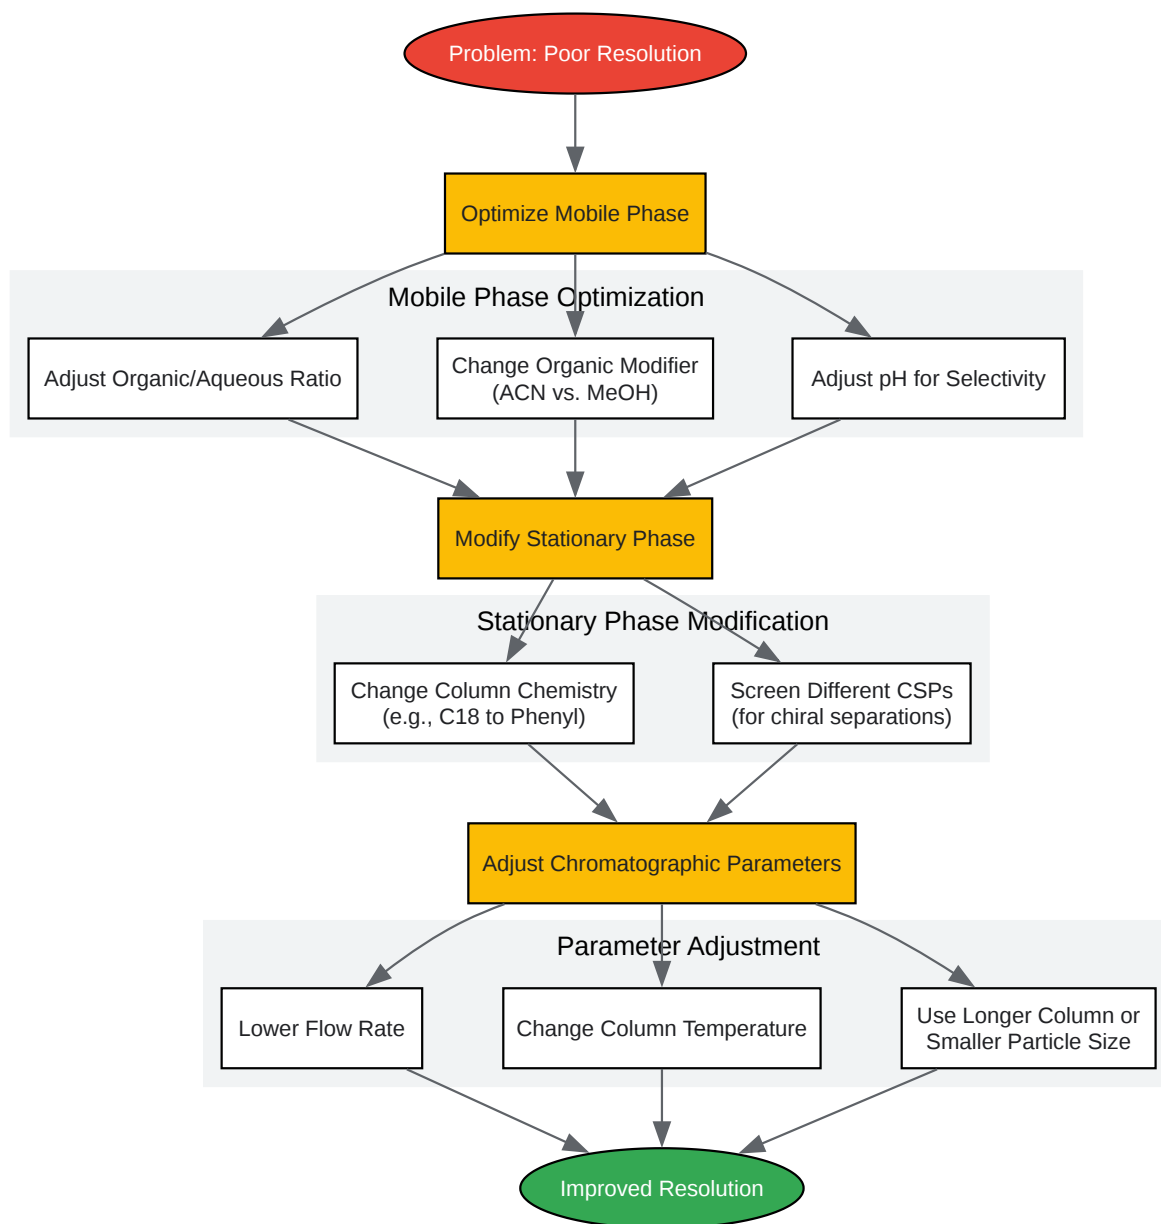 Problem: Poor Resolution
Optimize Mobile Phase
Mobile Phase Optimization
Adjust Organic/Aqueous Ratio
Change Organic Modifier
(ACN vs. MeOH)
Adjust pH for Selectivity
Modify Stationary Phase
Stationary Phase Modification
Change Column Chemistry
(e.g., C18 to Phenyl)
Screen Different CSPs
(for chiral separations)
Adjust Chromatographic Parameters
Parameter Adjustment
Lower Flow Rate
Change Column Temperature
Use Longer Column or
Smaller Particle Size
Improved Resolution